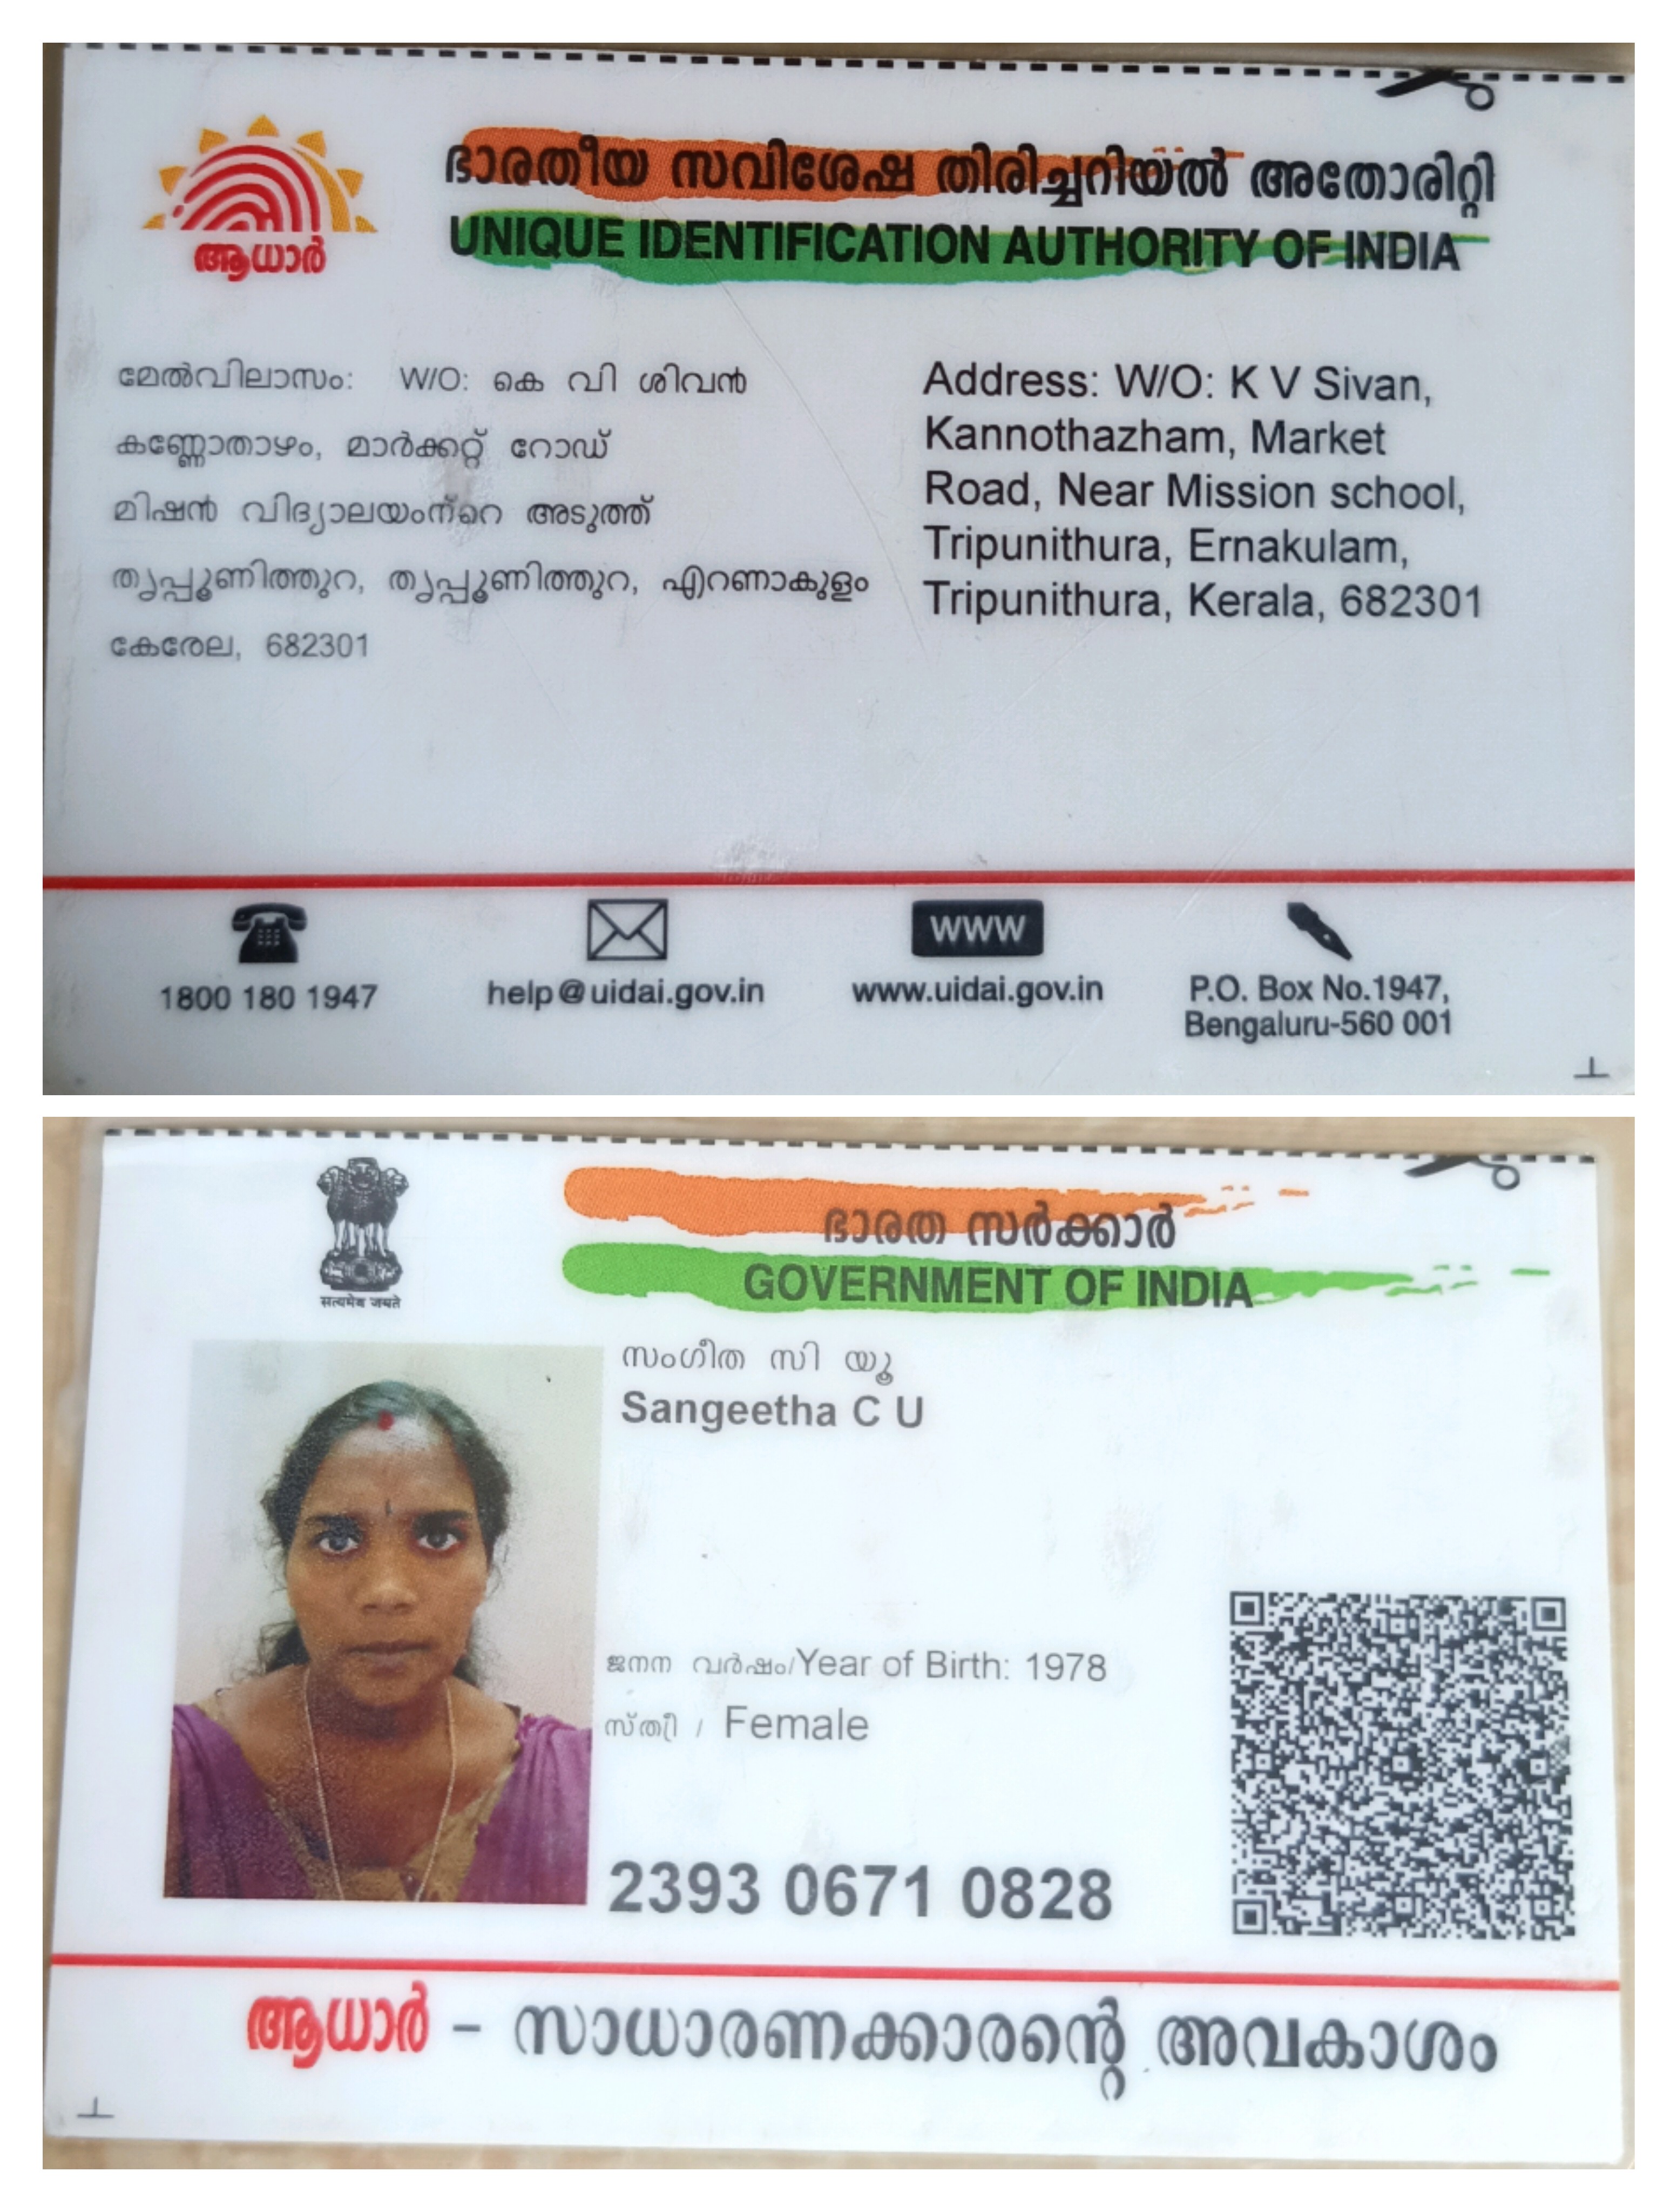 ഭാരതീയ സവിശേഷ തിരിച്ചറിയൽ അതോരിറ്റി
UNIQUE IDENTIFICATION AUTHORITY OF INDIA
ആധാർ
മേൽവിലാസം: W/O: കെ വി ശിവൻ
കണ്ണോതാഴം, മാർക്കറ്റ് റോഡ്
മിഷൻ വിദ്യാലയംന്റെ അടുത്ത്
തൃപ്പൂണിത്തുറ, തൃപ്പൂണിത്തുറ, എറണാകുളം
കേരേല, 682301
Address: W/O: K V Sivan,
Kannothazham, Market
Road, Near Mission school,
Tripunithura, Ernakulam,
Tripunithura, Kerala, 682301
WWW
1800 180 1947
help@uidai.gov.in
www.uidai.gov.in
P.O. Box No.1947,
Bengaluru-560 001
सत्यमेव जयते
ഭാരത സർക്കാർ
GOVERNMENT OF INDIA
സംഗീത സി യൂ
Sangeetha C U
ജനന വർഷം/Year of Birth: 1978
സ്ത്രീ / Female
2393 0671 0828
ആധാർ - സാധാരണക്കാരന്റെ അവകാശം